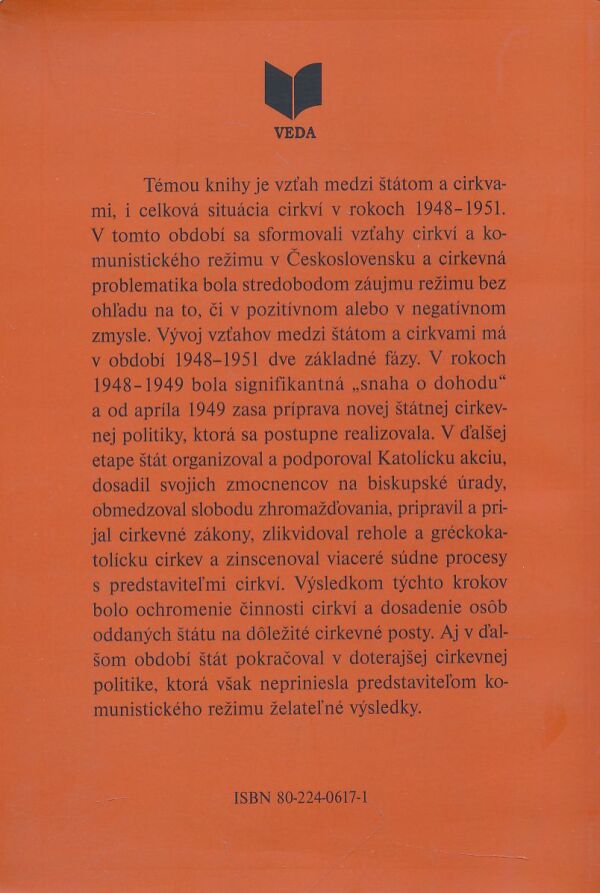 VEDA
Témou knihy je vzťah medzi štátom a cirkva-
mi, i celková situácia cirkví v rokoch 1948–1951.
V tomto období sa sformovali vzťahy cirkví a ko-
munistického režimu v Československu a cirkevná
problematika bola stredobodom záujmu režimu bez
ohľadu na to, či v pozitívnom alebo v negatívnom
zmysle. Vývoj vzťahov medzi štátom a cirkvami má
v období 1948–1951 dve základné fázy. V rokoch
1948–1949 bola signifikantná „snaha o dohodu“
a od apríla 1949 zasa príprava novej štátnej cirkev-
nej politiky, ktorá sa postupne realizovala. V ďalšej
etape štát organizoval a podporoval Katolícku akciu,
dosadil svojich zmocnencov na biskupské úrady,
obmedzoval slobodu zhromažďovania, pripravil a pri-
jal cirkevné zákony, zlikvidoval rehole a gréckoka-
tolícku cirkev a zinscenoval viaceré súdne procesy
s predstaviteľmi cirkví. Výsledkom týchto krokov
bolo ochromenie činnosti cirkví a dosadenie osôb
oddaných štátu na dôležité cirkevné posty. Aj v ďal-
šom období štát pokračoval v doterajšej cirkevnej
politike, ktorá však nepriniesla predstaviteľom ko-
munistického režimu želateľné výsledky.
ISBN 80-224-0617-1